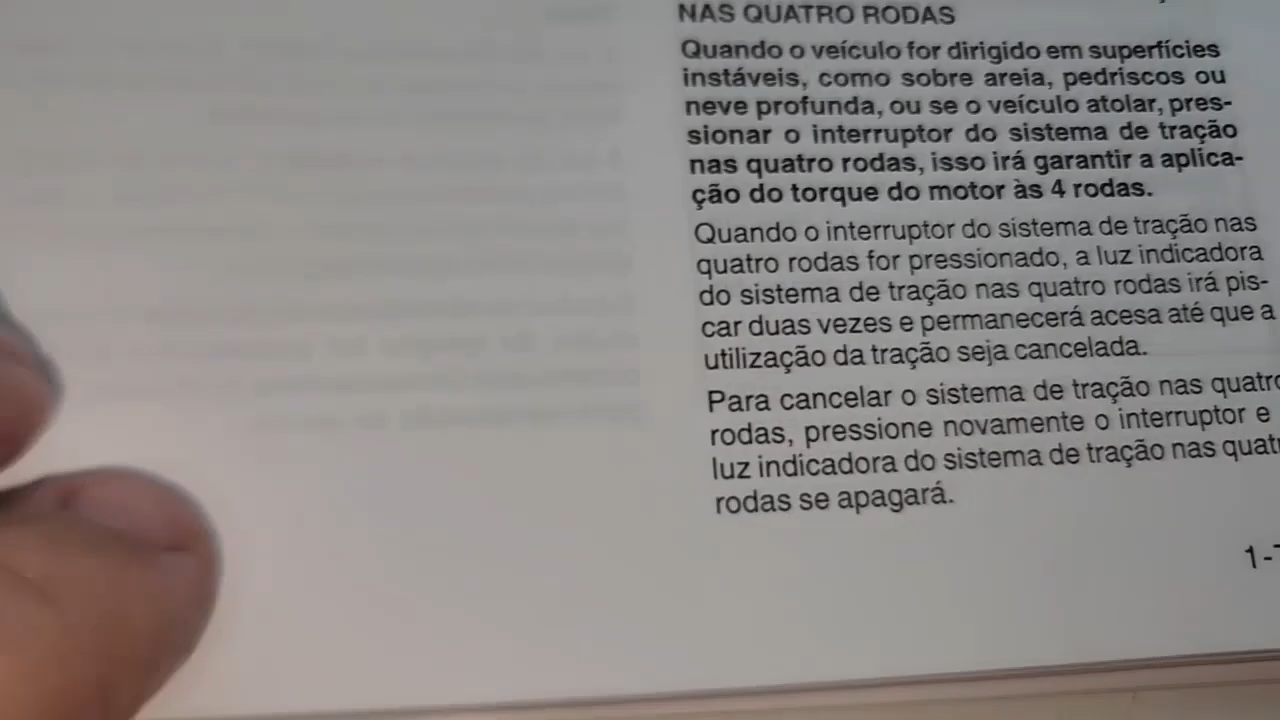 NAS QUATRO RODAS
Quando o veículo for dirigido em superfícies
instáveis, como sobre areia, pedriscos ou
neve profunda, ou se o veículo atolar, pres-
sionar o interruptor do sistema de tração
nas quatro rodas, isso irá garantir a aplica-
ção do torque do motor às 4 rodas.
Quando o interruptor do sistema de tração nas
quatro rodas for pressionado, a luz indicadora
do sistema de tração nas quatro rodas irá pis-
car duas vezes e permanecerá acesa até que a
utilização da tração seja cancelada.
Para cancelar o sistema de tração nas quatro
rodas, pressione novamente o interruptor e
luz indicadora do sistema de tração nas quat
rodas se apagará.
1-